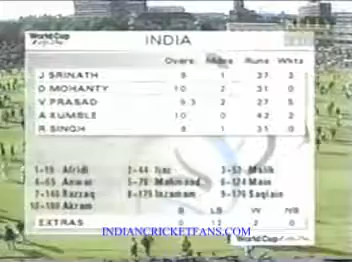 World Cup
INDIA
Overs Mdns Runs Wkts
J SRINATH 8 1 37 2
D MOHANTY 10 2 31 0
V PRASAD 9.3 2 27 5
A KUMBLE 10 0 42 2
R SINGH 8 1 31 0
1-19 Afridi 2-44 Ijaz 3-52 Malik
4-65 Anwar 5-78 Mahmood 6-124 Moin
7-146 Razzaq 8-175 Inzamam 9-176 Saqlain
10-180 Akram
B LB W NB
EXTRAS 0 12 2 0
INDIANCRICKETFANS.COM
World Cup